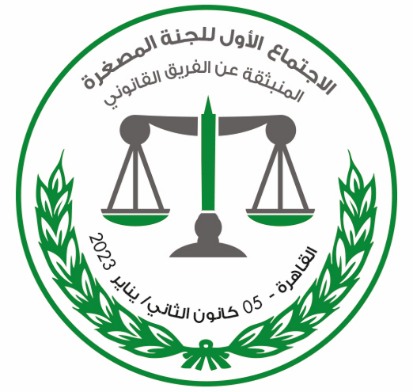 الاجتماع الأول للجنة المصغرة
المنبثقة عن الفريق القانوني
القاهرة - 05 كانون الثاني/ يناير 2023